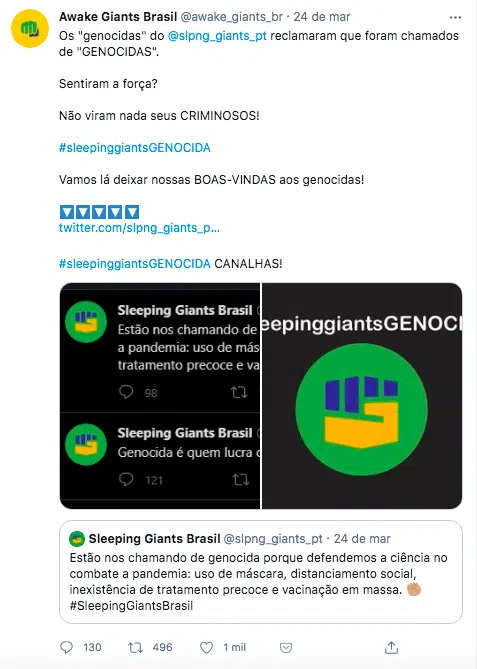 Awake Giants Brasil @awake_giants_br · 24 de mar
Os "genocidas" do @slpng_giants_pt reclamaram que foram chamados
de "GENOCIDAS".
Sentiram a força?
Não viram nada seus CRIMINOSOS!
#sleepinggiantsGENOCIDA
Vamos lá deixar nossas BOAS-VINDAS aos genocidas!
twitter.com/slpng_giants_p...
#sleepinggiantsGENOCIDA CANALHAS!
Sleeping Giants Brasil
Estão nos chamando de
a pandemia: uso de más
tratamento precoce e va
98
Sleeping Giants Brasil
Genocida é quem lucra
121
eepinggiantsGENOCI
Sleeping Giants Brasil @slpng_giants_pt · 24 de mar
Estão nos chamando de genocida porque defendemos a ciência no
combate a pandemia: uso de máscara, distanciamento social,
inexistência de tratamento precoce e vacinação em massa. ✊🏽
#SleepingGiantsBrasil
130 496 1 mil